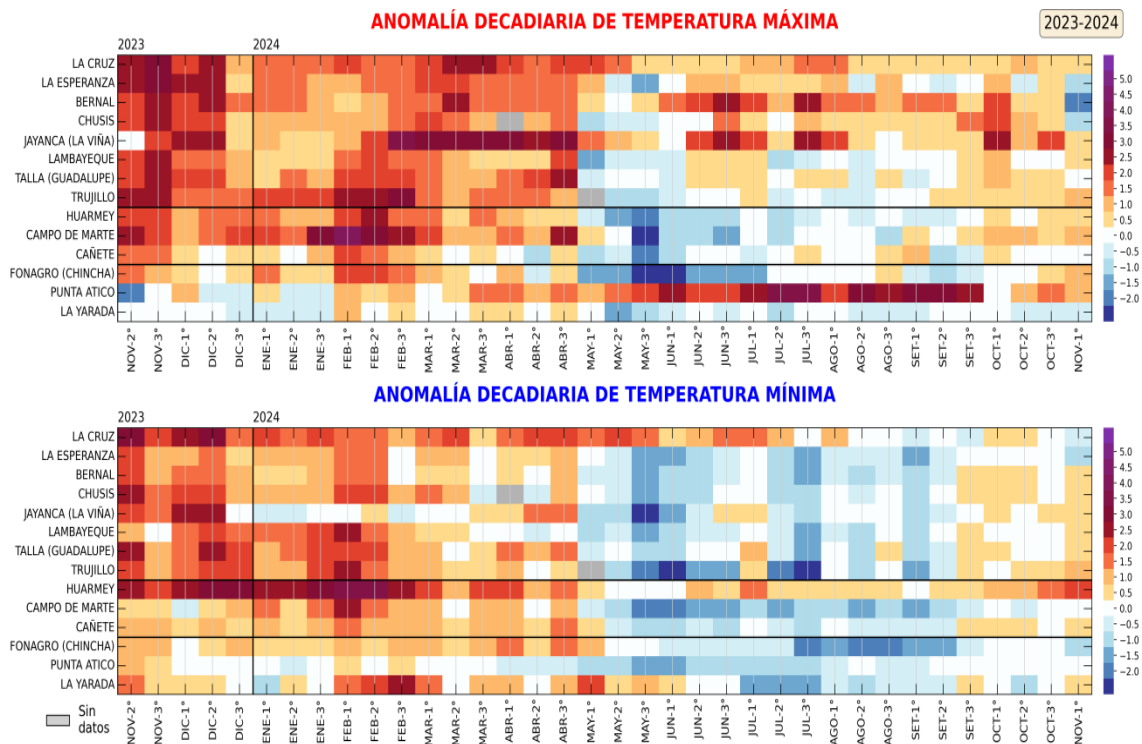 ANOMALÍA DECADIARIA DE TEMPERATURA MÁXIMA
2023-2024
2023 2024
LA CRUZ
LA ESPERANZA
BERNAL
CHUSIS
JAYANCA (LA VIÑA)
LAMBAYEQUE
TALLA (GUADALUPE)
TRUJILLO
HUARMEY
CAMPO DE MARTE
CAÑETE
FONAGRO (CHINCHA)
PUNTA ATICO
LA YARADA
5.0
4.5
4.0
3.5
3.0
2.5
2.0
1.5
1.0
0.5
0.0
−0.5
−1.0
−1.5
−2.0
NOV-2° NOV-3° DIC-1° DIC-2° DIC-3° ENE-1° ENE-2° ENE-3° FEB-1° FEB-2° FEB-3° MAR-1° MAR-2° MAR-3° ABR-1° ABR-2° ABR-3° MAY-1° MAY-2° MAY-3° JUN-1° JUN-2° JUN-3° JUL-1° JUL-2° JUL-3° AGO-1° AGO-2° AGO-3° SET-1° SET-2° SET-3° OCT-1° OCT-2° OCT-3° NOV-1°
ANOMALÍA DECADIARIA DE TEMPERATURA MÍNIMA
2023 2024
LA CRUZ
LA ESPERANZA
BERNAL
CHUSIS
JAYANCA (LA VIÑA)
LAMBAYEQUE
TALLA (GUADALUPE)
TRUJILLO
HUARMEY
CAMPO DE MARTE
CAÑETE
FONAGRO (CHINCHA)
PUNTA ATICO
LA YARADA
5.0
4.5
4.0
3.5
3.0
2.5
2.0
1.5
1.0
0.5
0.0
−0.5
−1.0
−1.5
−2.0
Sin
datos
NOV-2° NOV-3° DIC-1° DIC-2° DIC-3° ENE-1° ENE-2° ENE-3° FEB-1° FEB-2° FEB-3° MAR-1° MAR-2° MAR-3° ABR-1° ABR-2° ABR-3° MAY-1° MAY-2° MAY-3° JUN-1° JUN-2° JUN-3° JUL-1° JUL-2° JUL-3° AGO-1° AGO-2° AGO-3° SET-1° SET-2° SET-3° OCT-1° OCT-2° OCT-3° NOV-1°